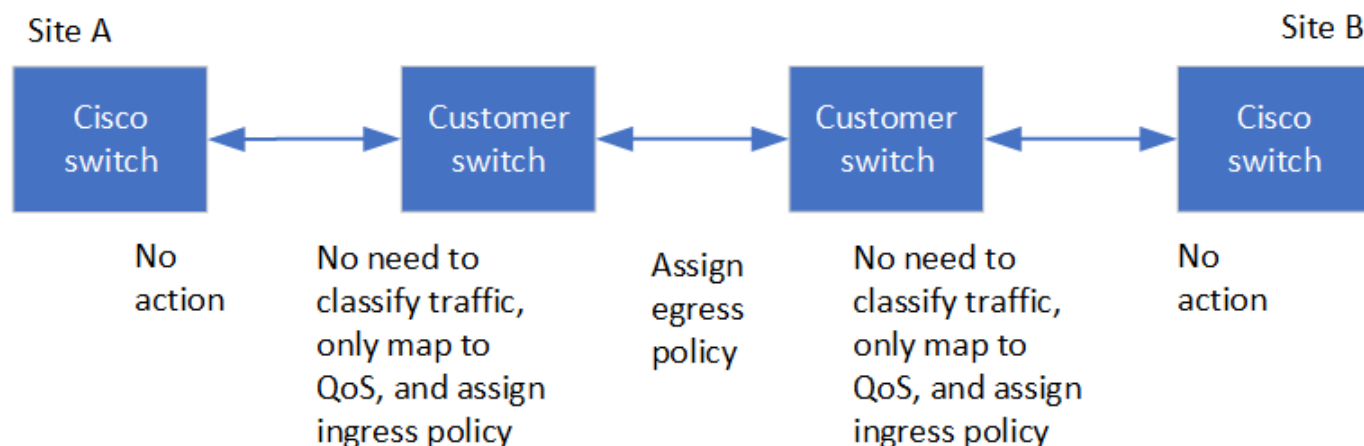 Site A
Site B
Cisco
switch
Customer
switch
Customer
switch
Cisco
switch
No
action
No need to
classify traffic,
only map to
QoS, and assign
ingress policy
Assign
egress
policy
No need to
classify traffic,
only map to
QoS, and assign
ingress policy
No
action